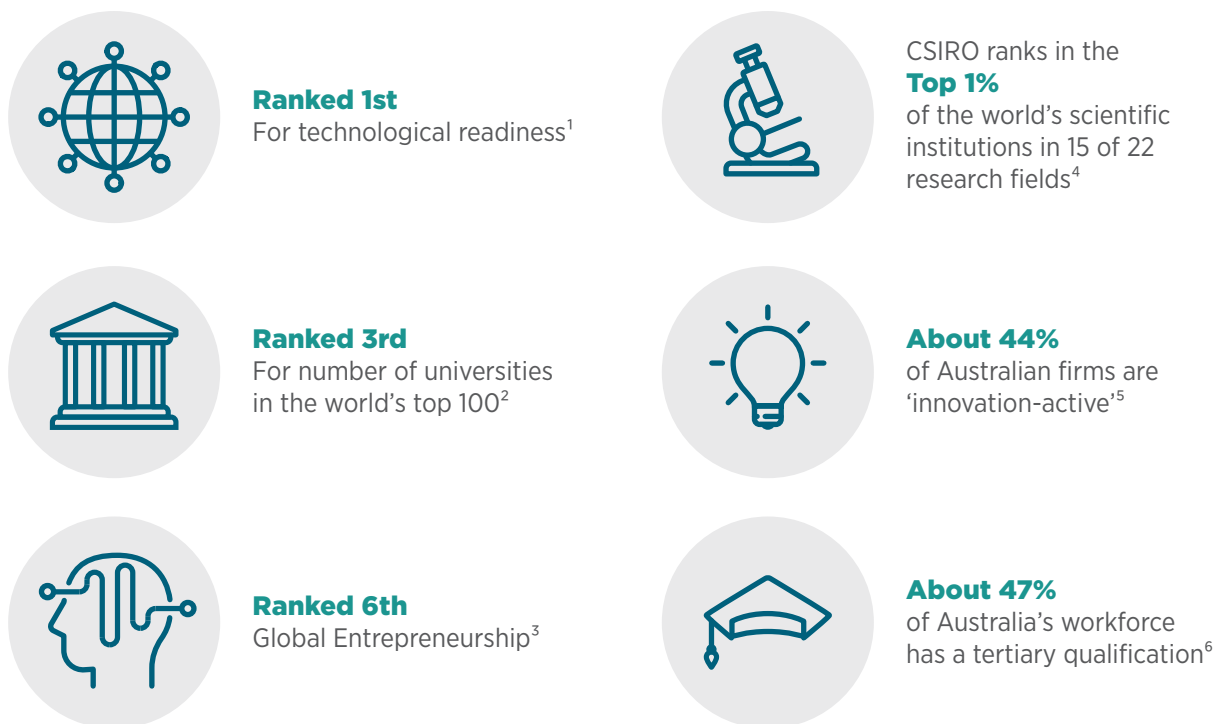 Ranked 1st
For technological readiness¹
CSIRO ranks in the
Top 1%
of the world’s scientific
institutions in 15 of 22
research fields⁴
Ranked 3rd
For number of universities
in the world’s top 100²
About 44%
of Australian firms are
‘innovation-active’⁵
Ranked 6th
Global Entrepreneurship³
About 47%
of Australia’s workforce
has a tertiary qualification⁶